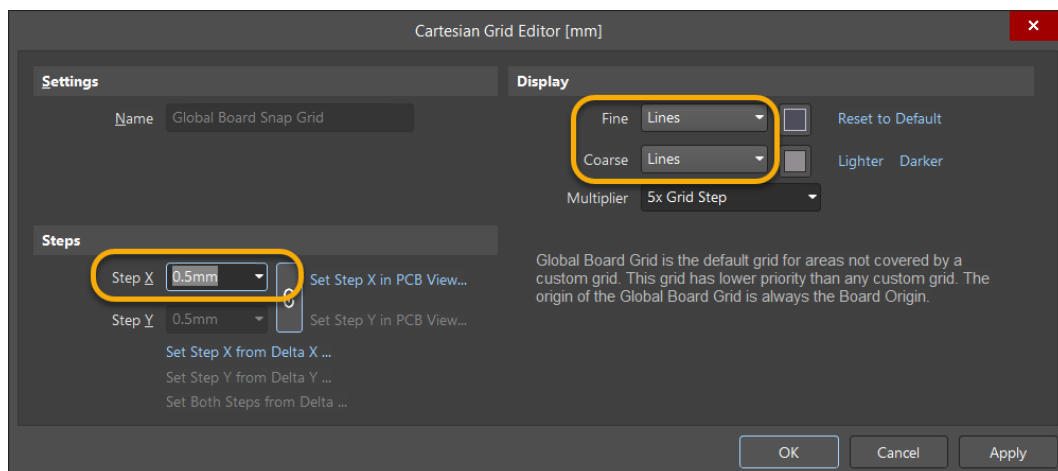 Cartesian Grid Editor [mm]
Settings
Name Global Board Snap Grid
Display
Fine Lines Reset to Default
Coarse Lines Lighter Darker
Multiplier 5x Grid Step
Steps
Step X 0.5mm Set Step X in PCB View...
Step Y 0.5mm Set Step Y in PCB View...
Set Step X from Delta X ...
Set Step Y from Delta Y ...
Set Both Steps from Delta ...
Global Board Grid is the default grid for areas not covered by a
custom grid. This grid has lower priority than any custom grid. The
origin of the Global Board Grid is always the Board Origin.
OK Cancel Apply